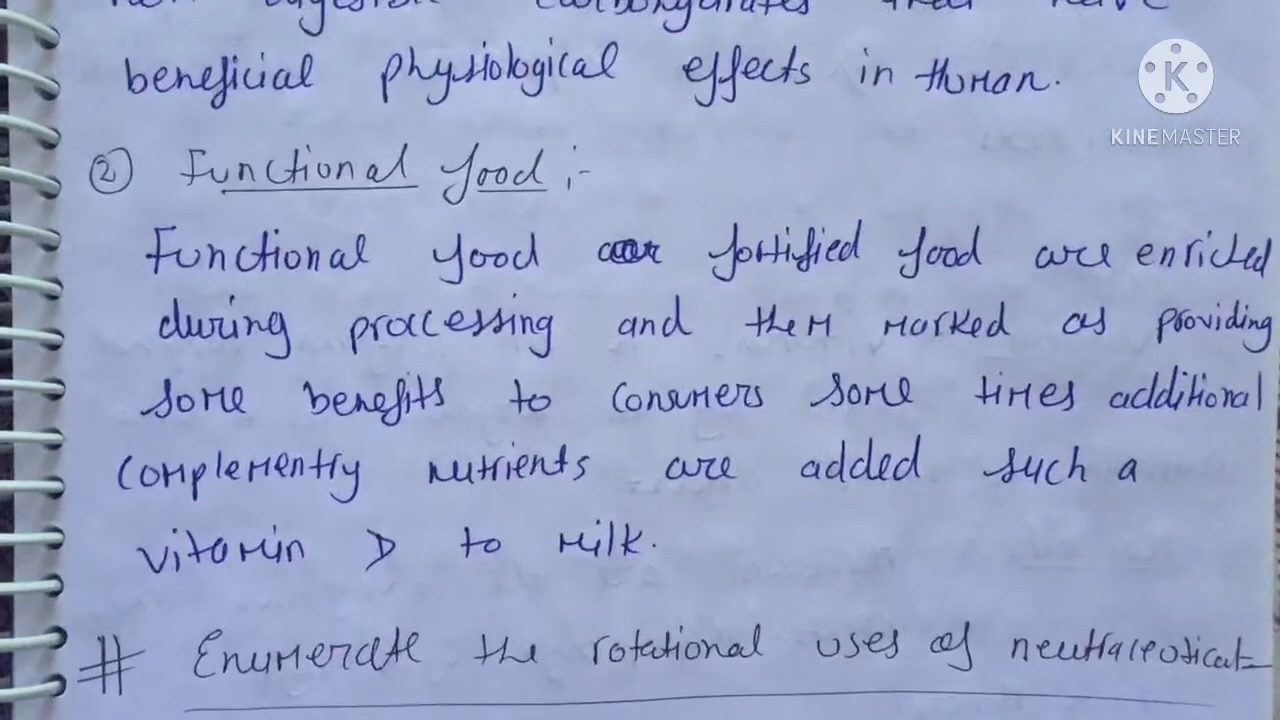 beneficial physiological effects in Human.
K
KINEMASTER
② Functional food :-
Functional food fortified food are enriched
during processing and then marked as providing
some benefits to consumers some times additional
complementry nutrients are added such a
vitamin D to milk.
# Enumerate the rotational uses of neutraceutical